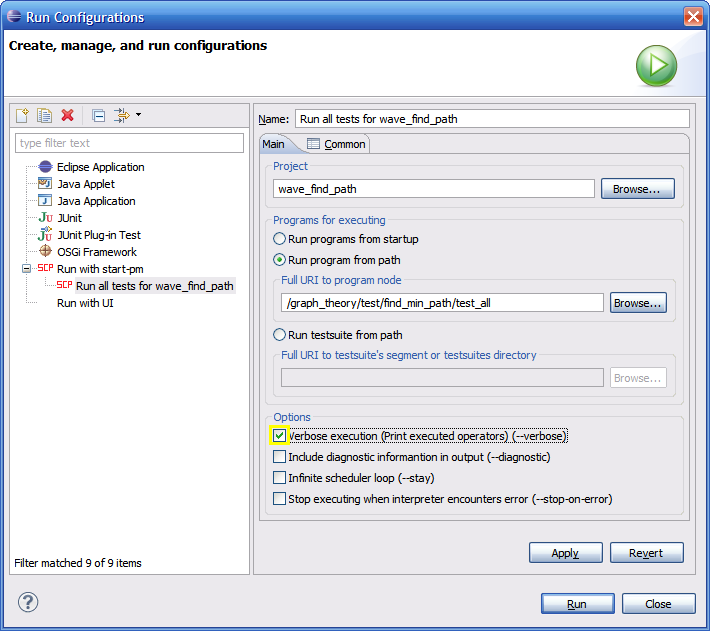 Run Configurations
Create, manage, and run configurations
type filter text
Eclipse Application
Java Applet
Java Application
JUnit
JUnit Plug-in Test
OSGi Framework
SCP Run with start-pm
SCP Run all tests for wave_find_path
Run with UI
Filter matched 9 of 9 items
Name: Run all tests for wave_find_path
Main Common
Project
wave_find_path Browse...
Programs for executing
Run programs from startup
Run program from path
Full URI to program node
/graph_theory/test/find_min_path/test_all Browse...
Run testsuite from path
Full URI to testsuite's segment or testsuites directory
Browse...
Options
Verbose execution (Print executed operators) (--verbose)
Include diagnostic informantion in output (--diagnostic)
Infinite scheduler loop (--stay)
Stop executing when interpreter encounters error (--stop-on-error)
Apply Revert
? Run Close